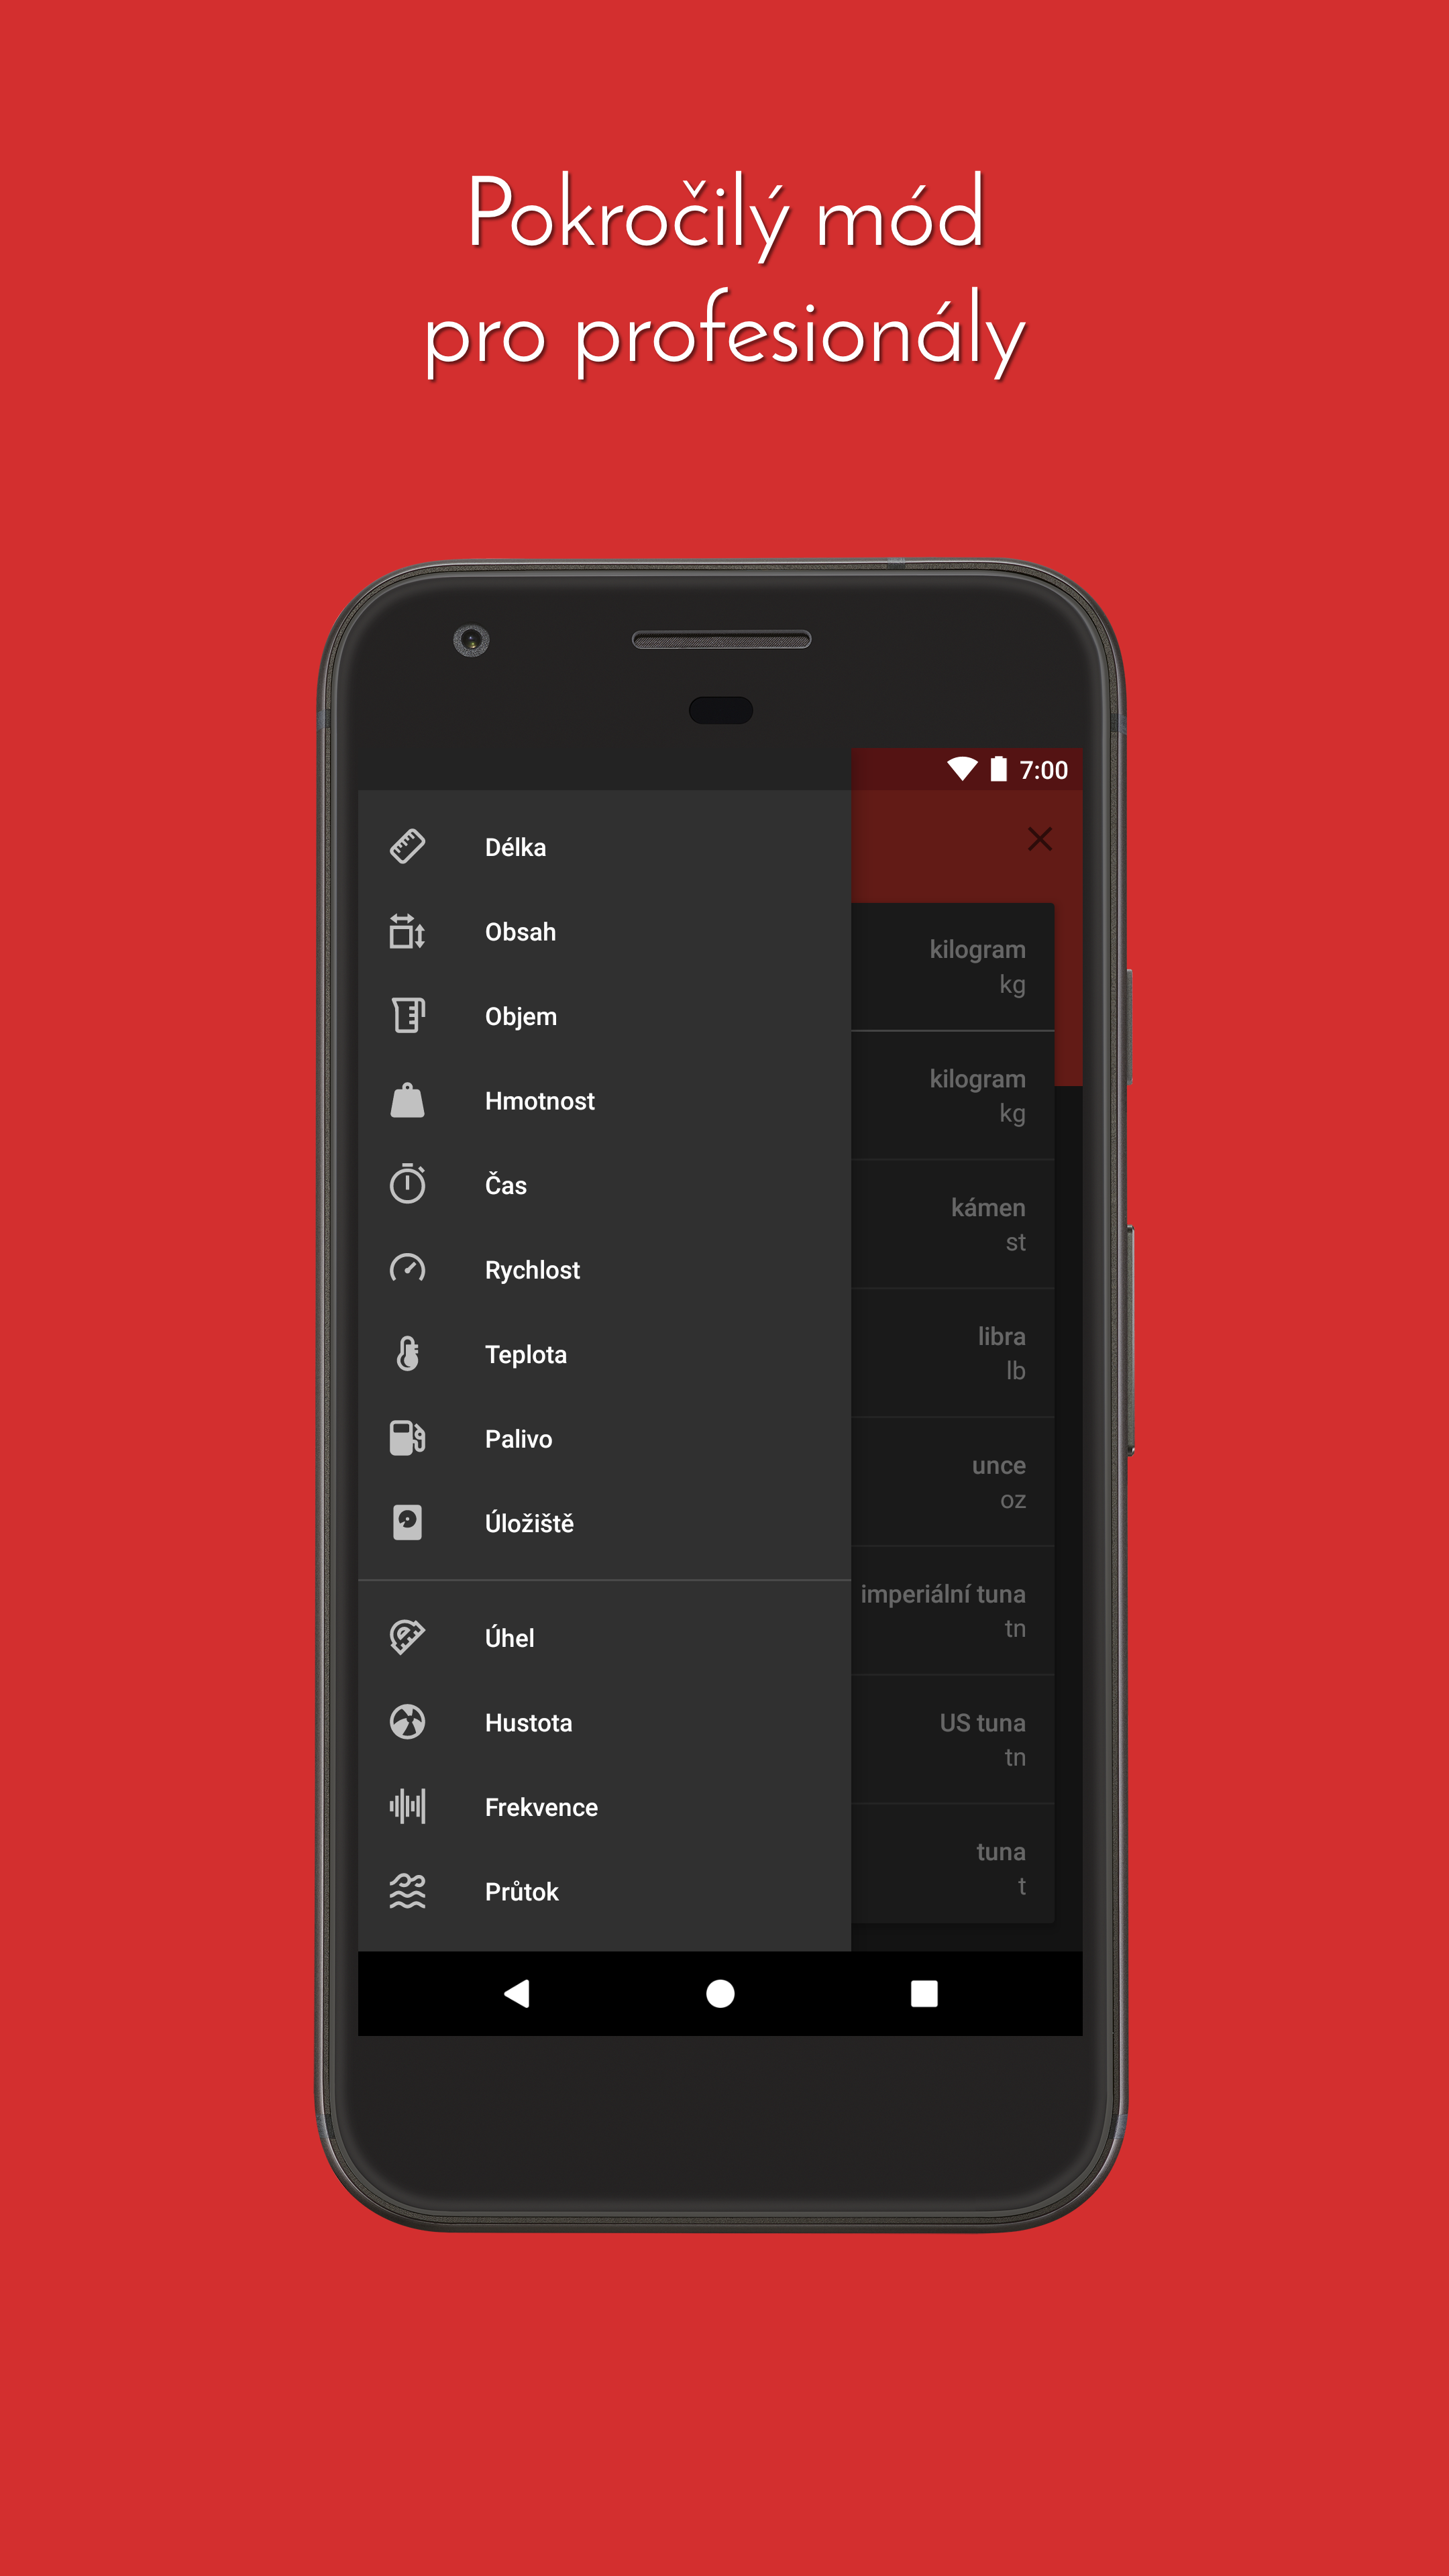 Pokročilý mód
pro profesionály
7:00
Délka
Obsah
Objem
Hmotnost
Čas
Rychlost
Teplota
Palivo
Úložiště
Úhel
Hustota
Frekvence
Průtok
kilogram
kg
kilogram
kg
kámen
st
libra
lb
unce
oz
imperiální tuna
tn
US tuna
tn
tuna
t